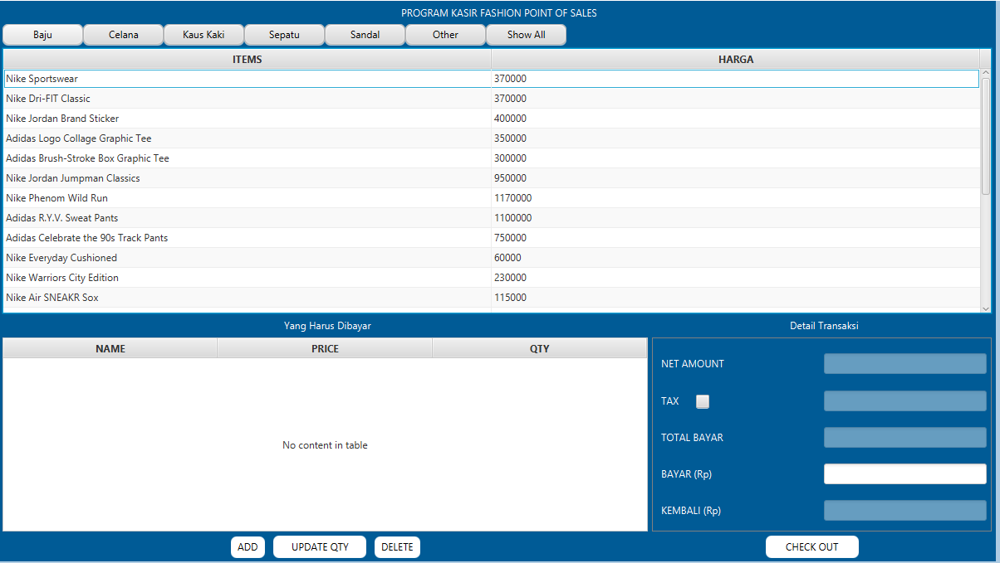 PROGRAM KASIR FASHION POINT OF SALES
Baju Celana Kaus Kaki Sepatu Sandal Other Show All
ITEMS HARGA
Nike Sportswear 370000
Nike Dri-FIT Classic 370000
Nike Jordan Brand Sticker 400000
Adidas Logo Collage Graphic Tee 350000
Adidas Brush-Stroke Box Graphic Tee 300000
Nike Jordan Jumpman Classics 950000
Nike Phenom Wild Run 1170000
Adidas R.Y.V. Sweat Pants 1100000
Adidas Celebrate the 90s Track Pants 750000
Nike Everyday Cushioned 60000
Nike Warriors City Edition 230000
Nike Air SNEAKR Sox 115000
Yang Harus Dibayar Detail Transaksi
NAME PRICE QTY
No content in table
NET AMOUNT
TAX
TOTAL BAYAR
BAYAR (Rp)
KEMBALI (Rp)
ADD UPDATE QTY DELETE CHECK OUT